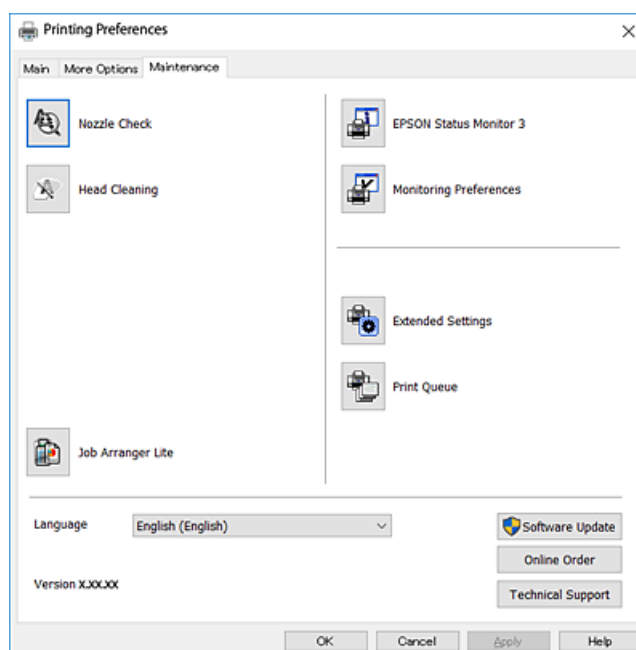 Printing Preferences
Main
More Options
Maintenance
Nozzle Check
Head Cleaning
Job Arranger Lite
EPSON Status Monitor 3
Monitoring Preferences
Extended Settings
Print Queue
Language
English (English)
Version X.XX.XX
Software Update
Online Order
Technical Support
OK
Cancel
Apply
Help